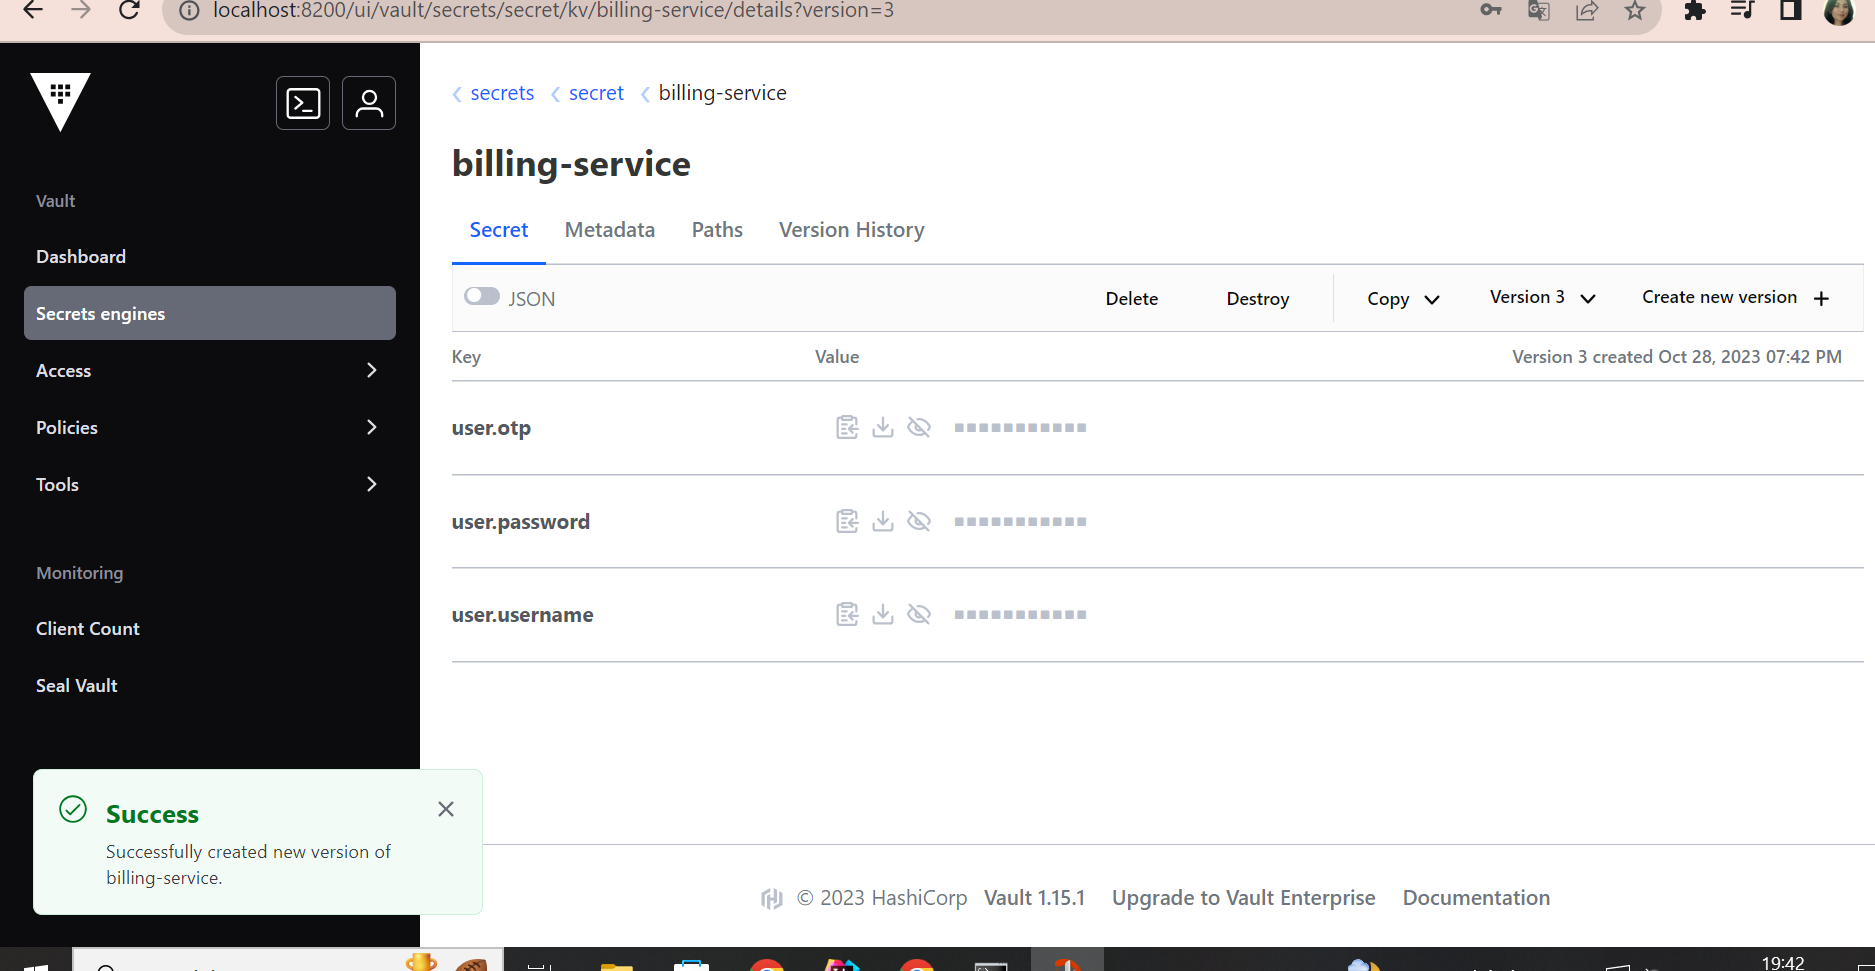 localhost:8200/ui/vault/secrets/secret/kv/billing-service/details?version=3
secrets secret billing-service
billing-service
Vault
Secret Metadata Paths Version History
Dashboard
JSON Delete Destroy Copy Version 3 Create new version +
Secrets engines
Key Value Version 3 created Oct 28, 2023 07:42 PM
Access
Policies
user.otp
Tools
user.password
Monitoring
user.username
Client Count
Seal Vault
Success
Successfully created new version of
billing-service.
© 2023 HashiCorp Vault 1.15.1 Upgrade to Vault Enterprise Documentation
19:42